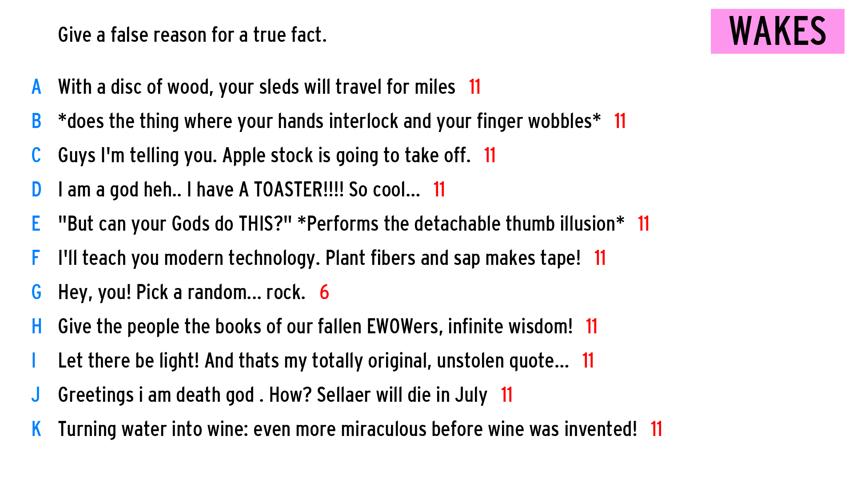 Give a false reason for a true fact.
WAKES
A With a disc of wood, your sleds will travel for miles 11
B *does the thing where your hands interlock and your finger wobbles* 11
C Guys I'm telling you. Apple stock is going to take off. 11
D I am a god heh.. I have A TOASTER!!!! So cool... 11
E "But can your Gods do THIS?" *Performs the detachable thumb illusion* 11
F I'll teach you modern technology. Plant fibers and sap makes tape! 11
G Hey, you! Pick a random... rock. 6
H Give the people the books of our fallen EWOWers, infinite wisdom! 11
I Let there be light! And thats my totally original, unstolen quote... 11
J Greetings i am death god . How? Sellaer will die in July 11
K Turning water into wine: even more miraculous before wine was invented! 11